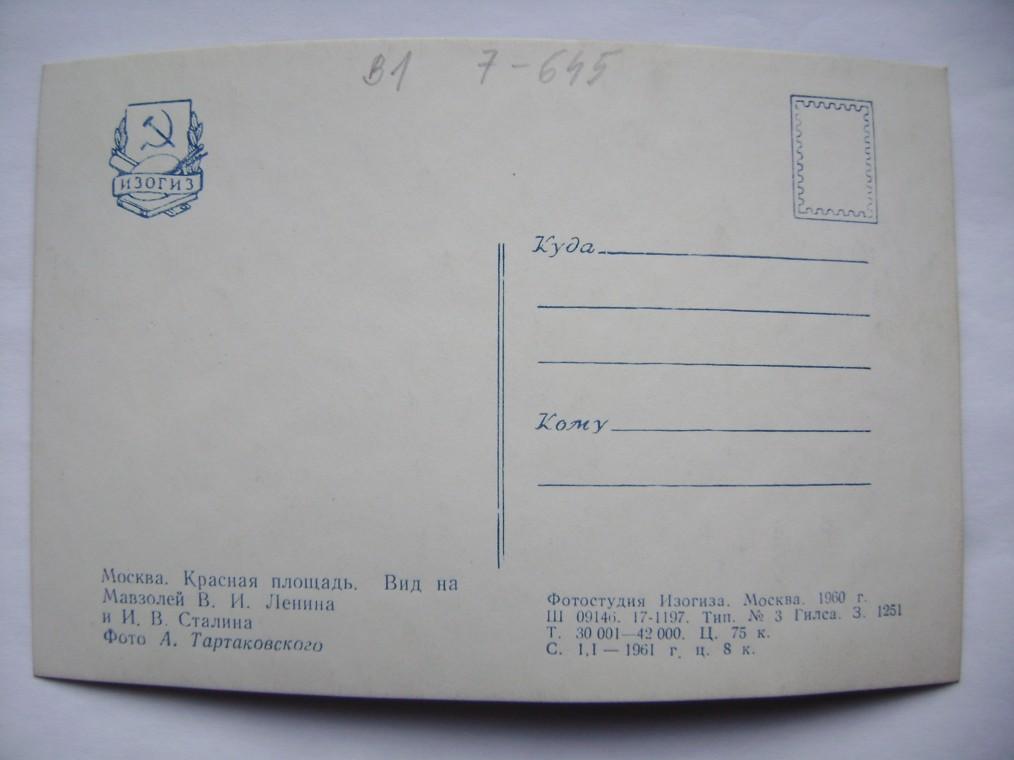 В1 7-645
ИЗОГИЗ
Куда
Кому
Москва. Красная площадь. Вид на
Мавзолей В. И. Ленина
и И. В. Сталина
Фото А. Тартаковского
Фотостудия Изогиза. Москва. 1960 г.
Ш 09146. 17-1197. Тип. № 3 Гилса. З. 1251
Т. 30 001—42 000. Ц. 75 к.
С. 1,I — 1961 г. ц. 8 к.